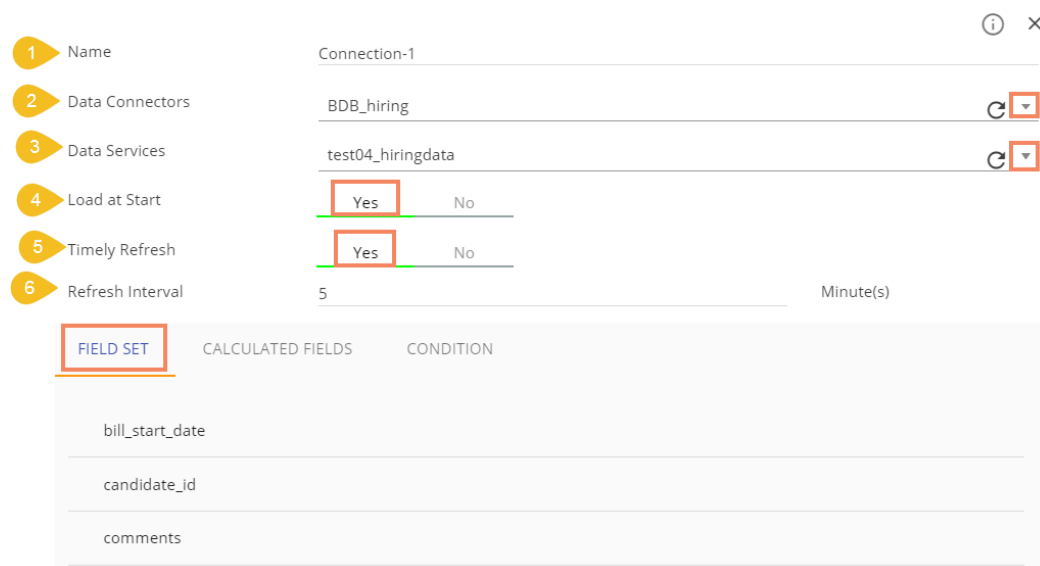 1 Name Connection-1
2 Data Connectors BDB_hiring
3 Data Services test04_hiringdata
4 Load at Start Yes No
5 Timely Refresh Yes No
6 Refresh Interval 5 Minute(s)
FIELD SET CALCULATED FIELDS CONDITION
bill_start_date
candidate_id
comments